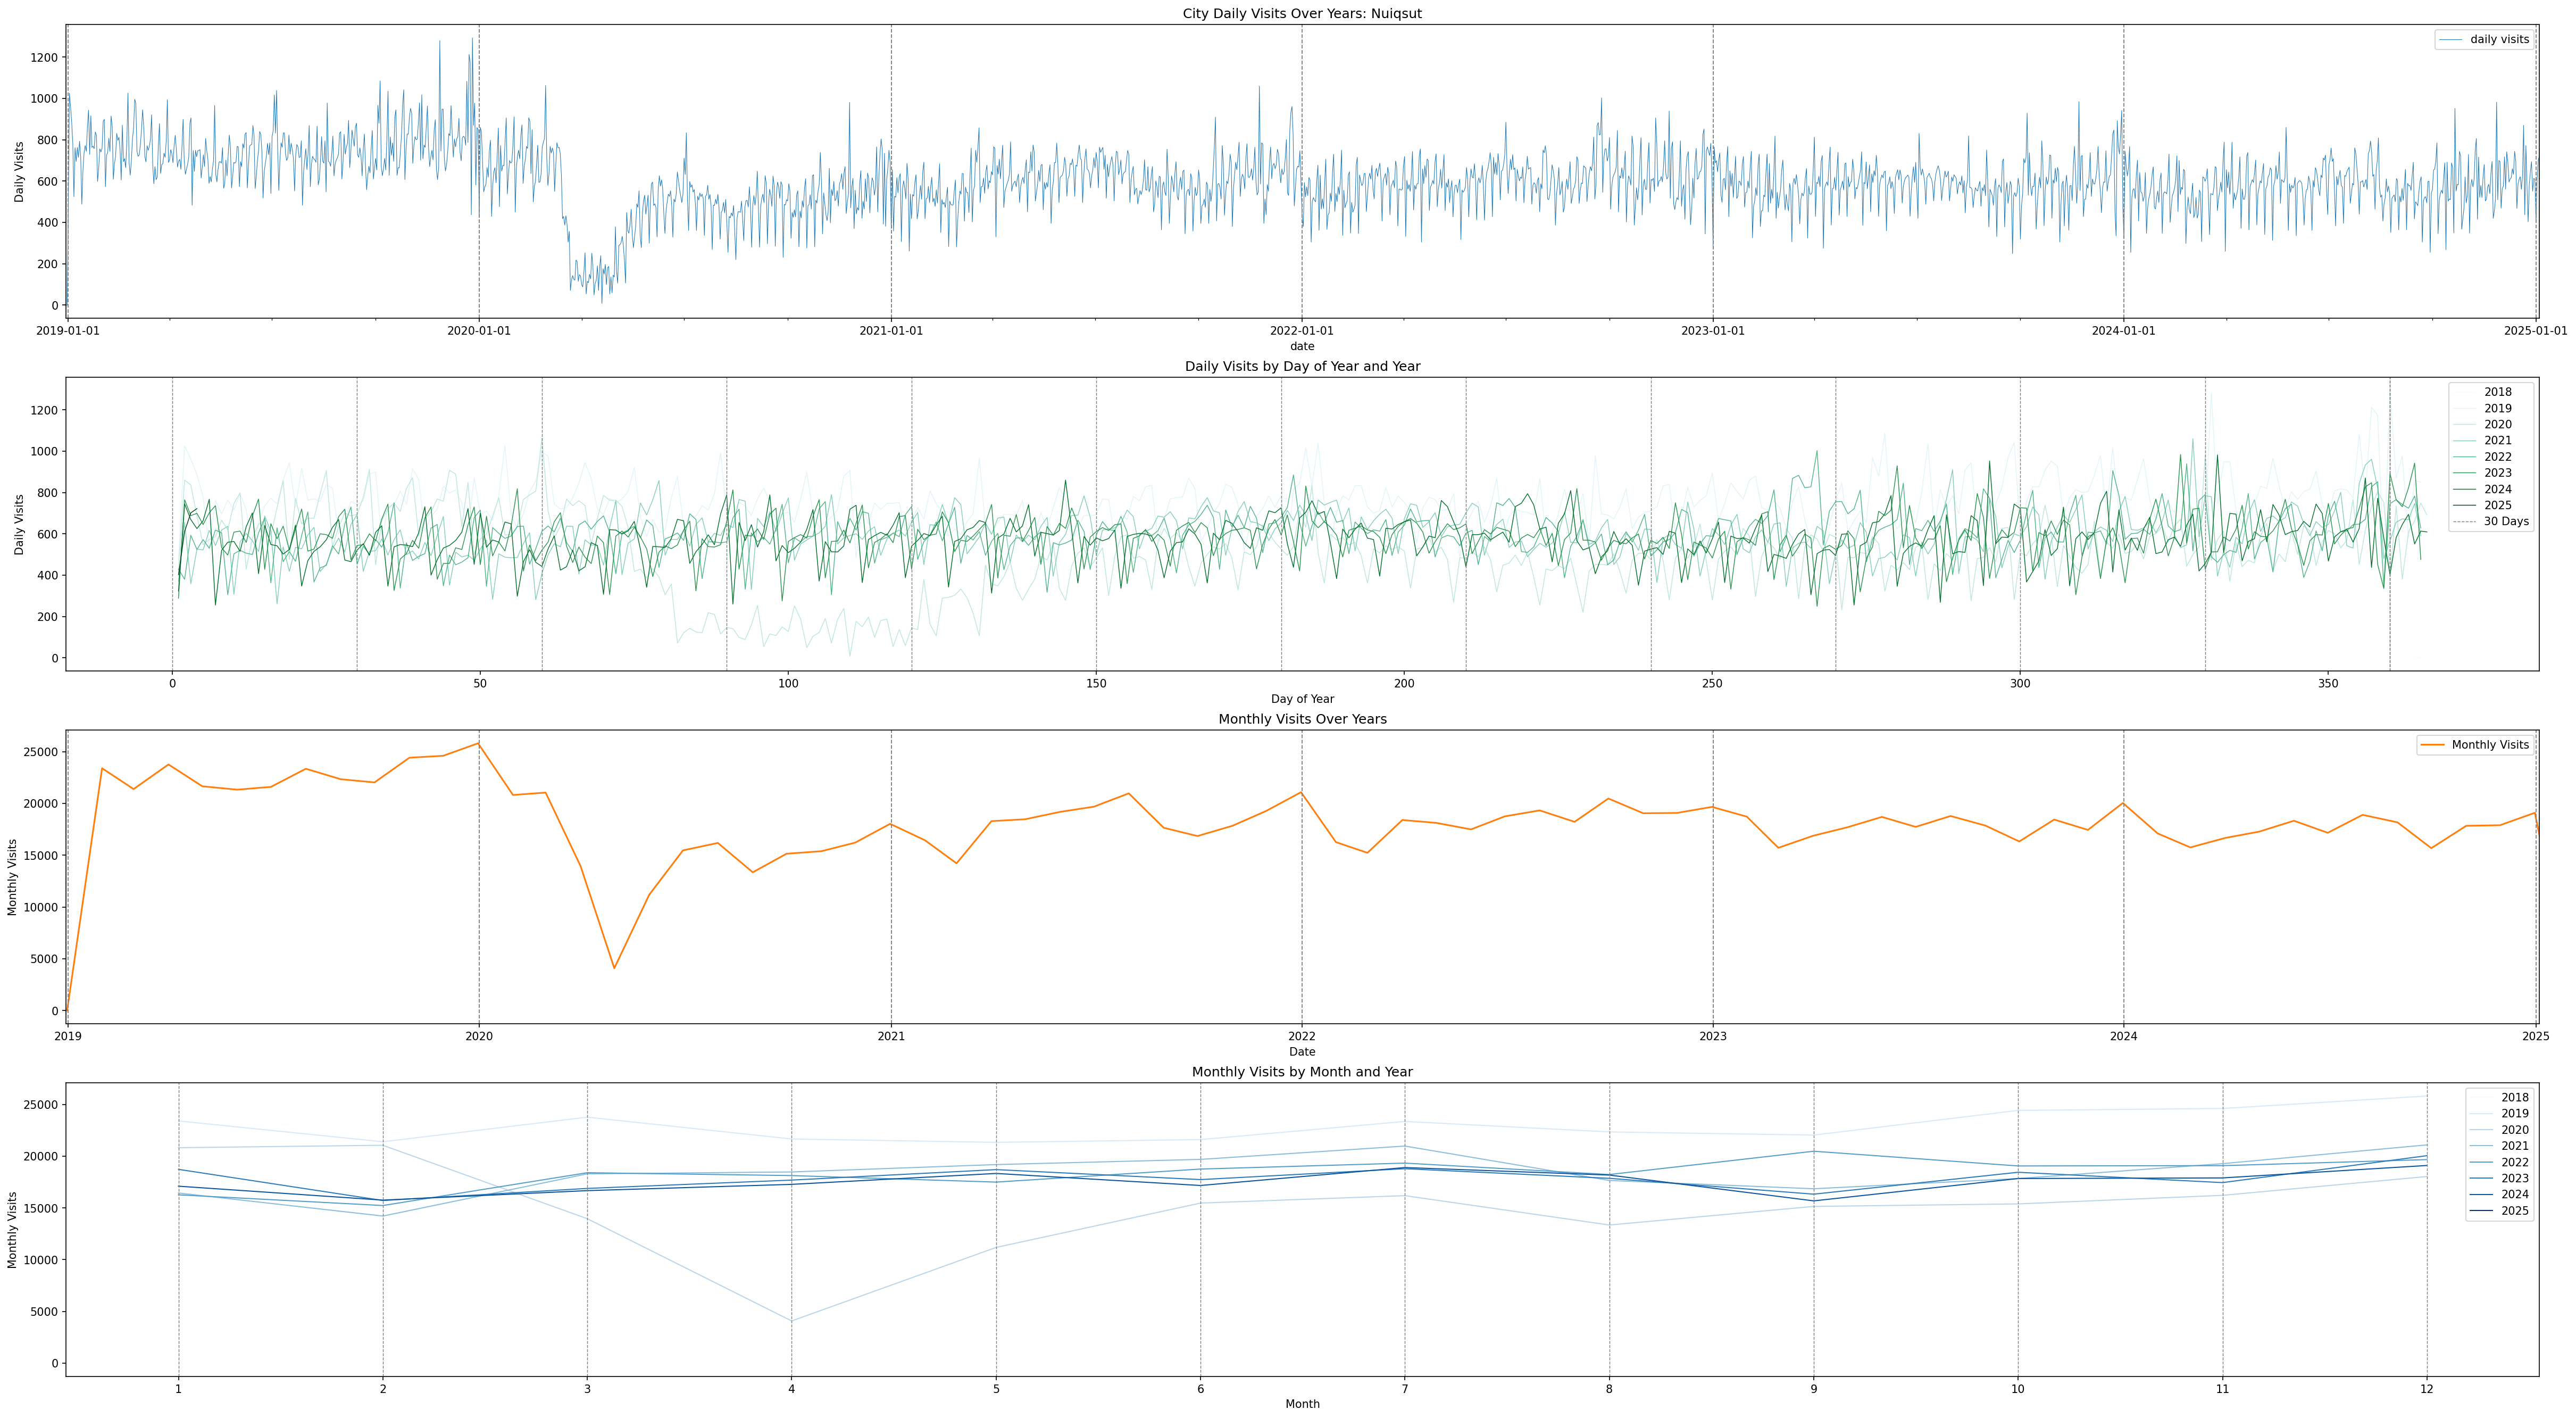 City Daily Visits Over Years: Nuiqsut
Daily Visits
1200
1000
800
600
400
200
0
daily visits
2019-01-01 2020-01-01 2021-01-01 2022-01-01 2023-01-01 2024-01-01 2025-01-01
date
Daily Visits by Day of Year and Year
Daily Visits
1200
1000
800
600
400
200
0
2018
2019
2020
2021
2022
2023
2024
2025
30 Days
0 50 100 150 200 250 300 350
Day of Year
Monthly Visits Over Years
Monthly Visits
25000
20000
15000
10000
5000
0
Monthly Visits
2019 2020 2021 2022 2023 2024 2025
Date
Monthly Visits by Month and Year
Monthly Visits
25000
20000
15000
10000
5000
0
2018
2019
2020
2021
2022
2023
2024
2025
1 2 3 4 5 6 7 8 9 10 11 12
Month